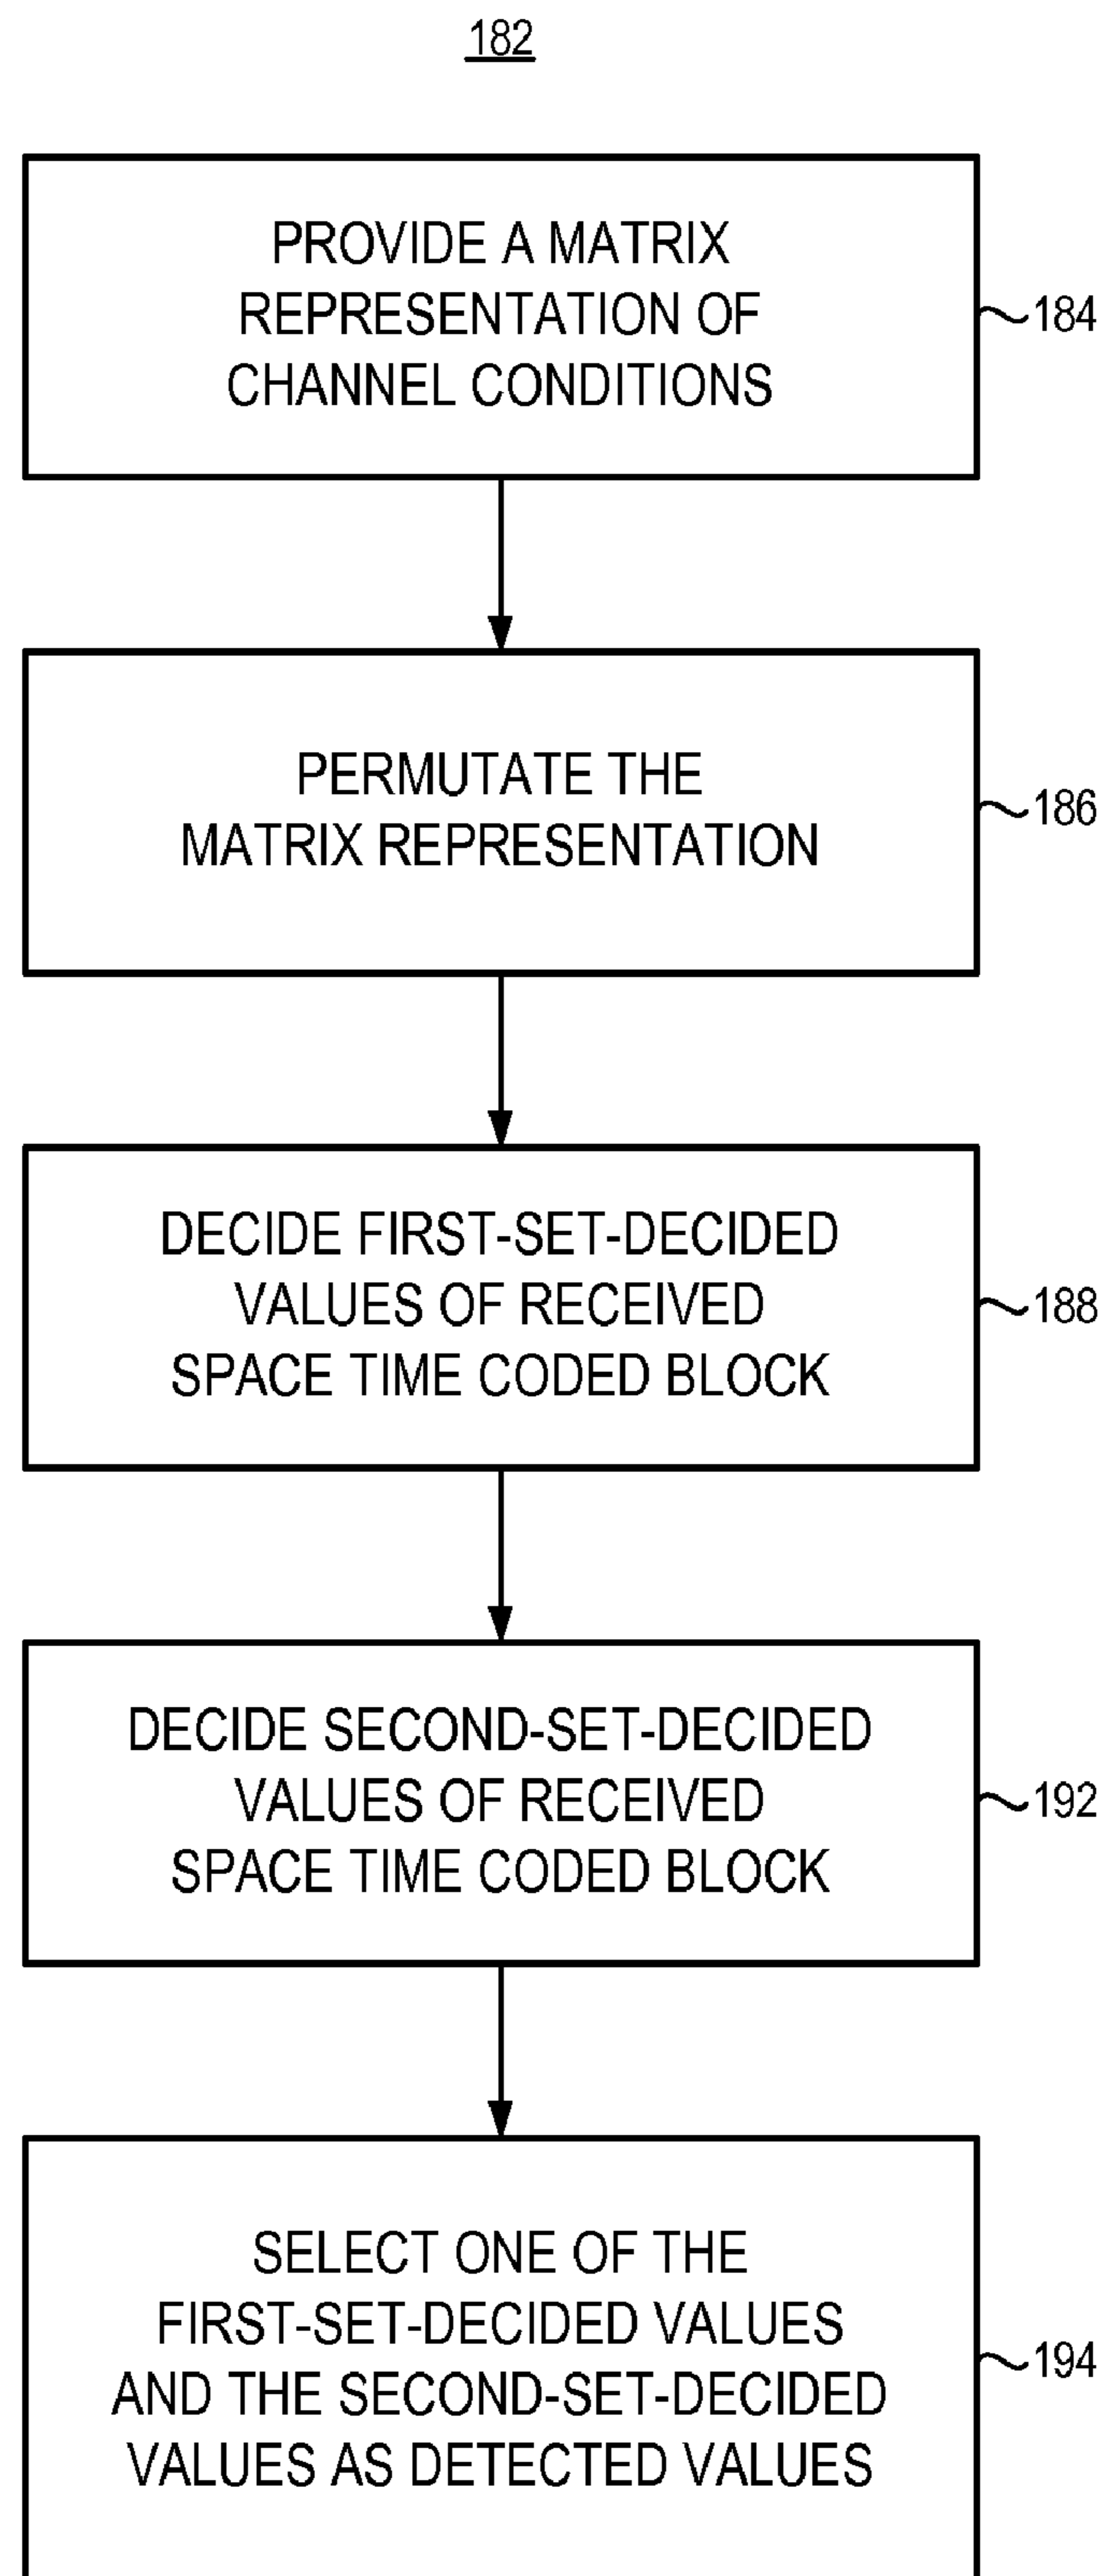 182
PROVIDE A MATRIX
REPRESENTATION OF
CHANNEL CONDITIONS
184
PERMUTATE THE
MATRIX REPRESENTATION
186
DECIDE FIRST-SET-DECIDED
VALUES OF RECEIVED
SPACE TIME CODED BLOCK
188
DECIDE SECOND-SET-DECIDED
VALUES OF RECEIVED
SPACE TIME CODED BLOCK
192
SELECT ONE OF THE
FIRST-SET-DECIDED VALUES
AND THE SECOND-SET-DECIDED
VALUES AS DETECTED VALUES
194